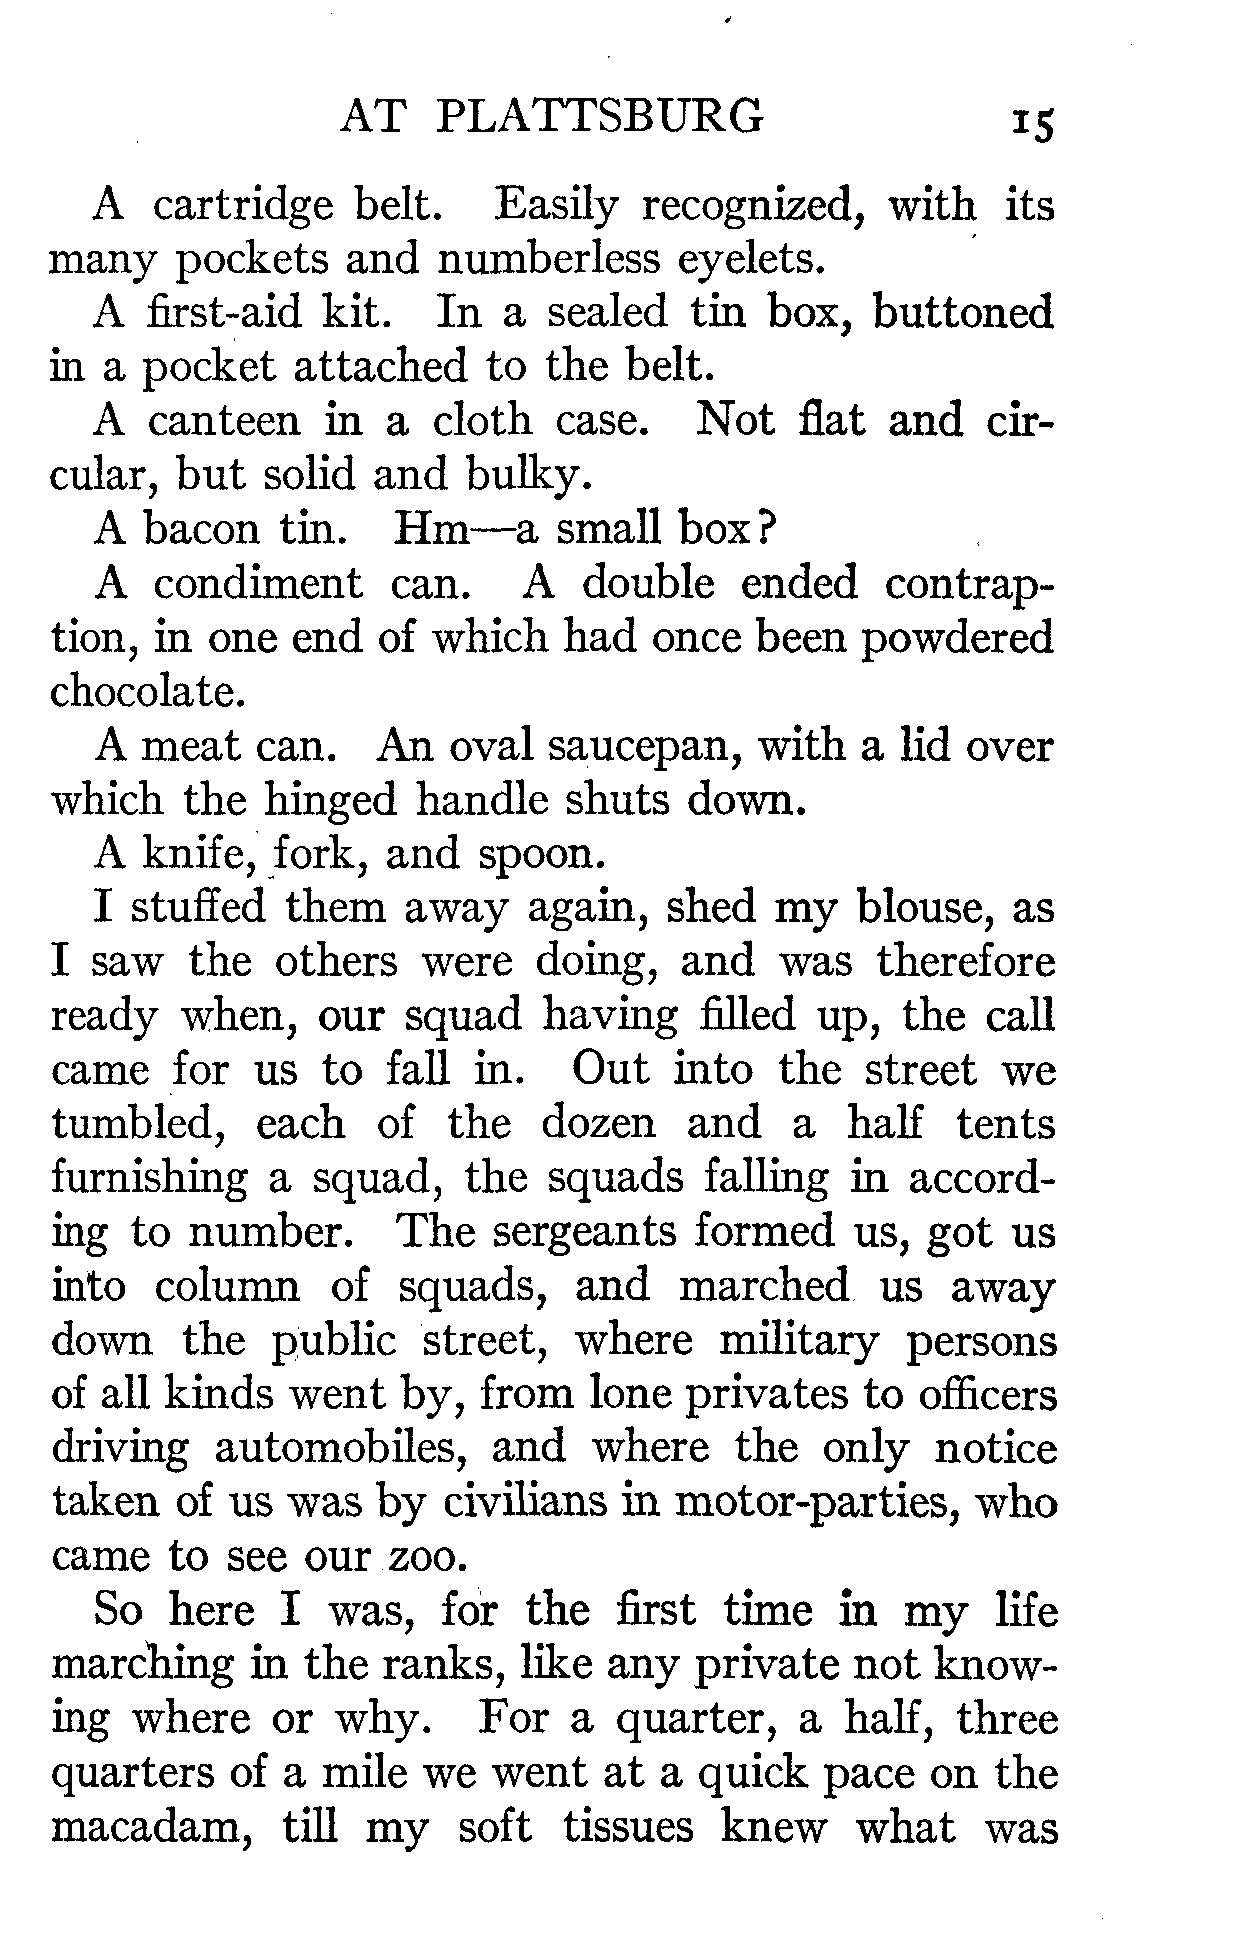 AT PLATTSBURG 15
A cartridge belt. Easily recognized, with its
many pockets and numberless eyelets.
A first-aid kit. In a sealed tin box, buttoned
in a pocket attached to the belt.
A canteen in a cloth case. Not flat and cir-
cular, but solid and bulky.
A bacon tin. Hm—a small box?
A condiment can. A double ended contrap-
tion, in one end of which had once been powdered
chocolate.
A meat can. An oval saucepan, with a lid over
which the hinged handle shuts down.
A knife, fork, and spoon.
I stuffed them away again, shed my blouse, as
I saw the others were doing, and was therefore
ready when, our squad having filled up, the call
came for us to fall in. Out into the street we
tumbled, each of the dozen and a half tents
furnishing a squad, the squads falling in accord-
ing to number. The sergeants formed us, got us
into column of squads, and marched us away
down the public street, where military persons
of all kinds went by, from lone privates to officers
driving automobiles, and where the only notice
taken of us was by civilians in motor-parties, who
came to see our zoo.
So here I was, for the first time in my life
marching in the ranks, like any private not know-
ing where or why. For a quarter, a half, three
quarters of a mile we went at a quick pace on the
macadam, till my soft tissues knew what was